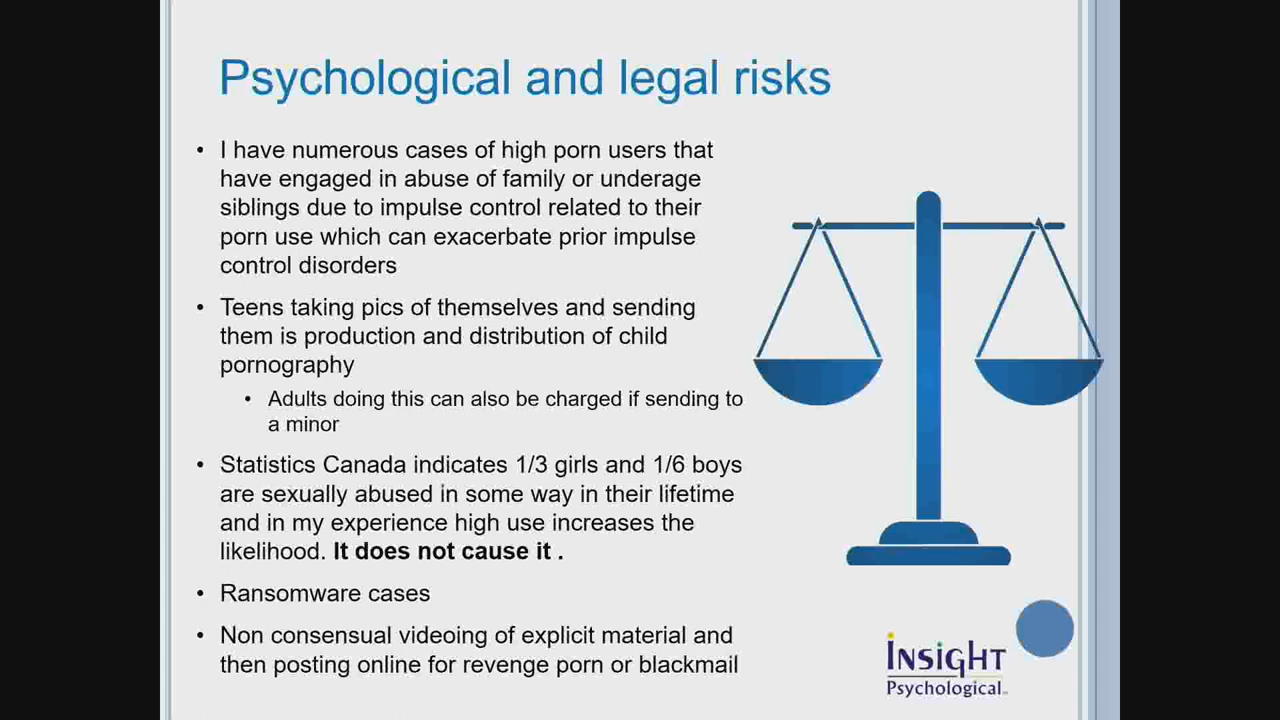 Psychological and legal risks
• I have numerous cases of high porn users that
have engaged in abuse of family or underage
siblings due to impulse control related to their
porn use which can exacerbate prior impulse
control disorders
• Teens taking pics of themselves and sending
them is production and distribution of child
pornography
• Adults doing this can also be charged if sending to
a minor
• Statistics Canada indicates 1/3 girls and 1/6 boys
are sexually abused in some way in their lifetime
and in my experience high use increases the
likelihood. It does not cause it .
• Ransomware cases
• Non consensual videoing of explicit material and
then posting online for revenge porn or blackmail
INSiGHT
Psychological